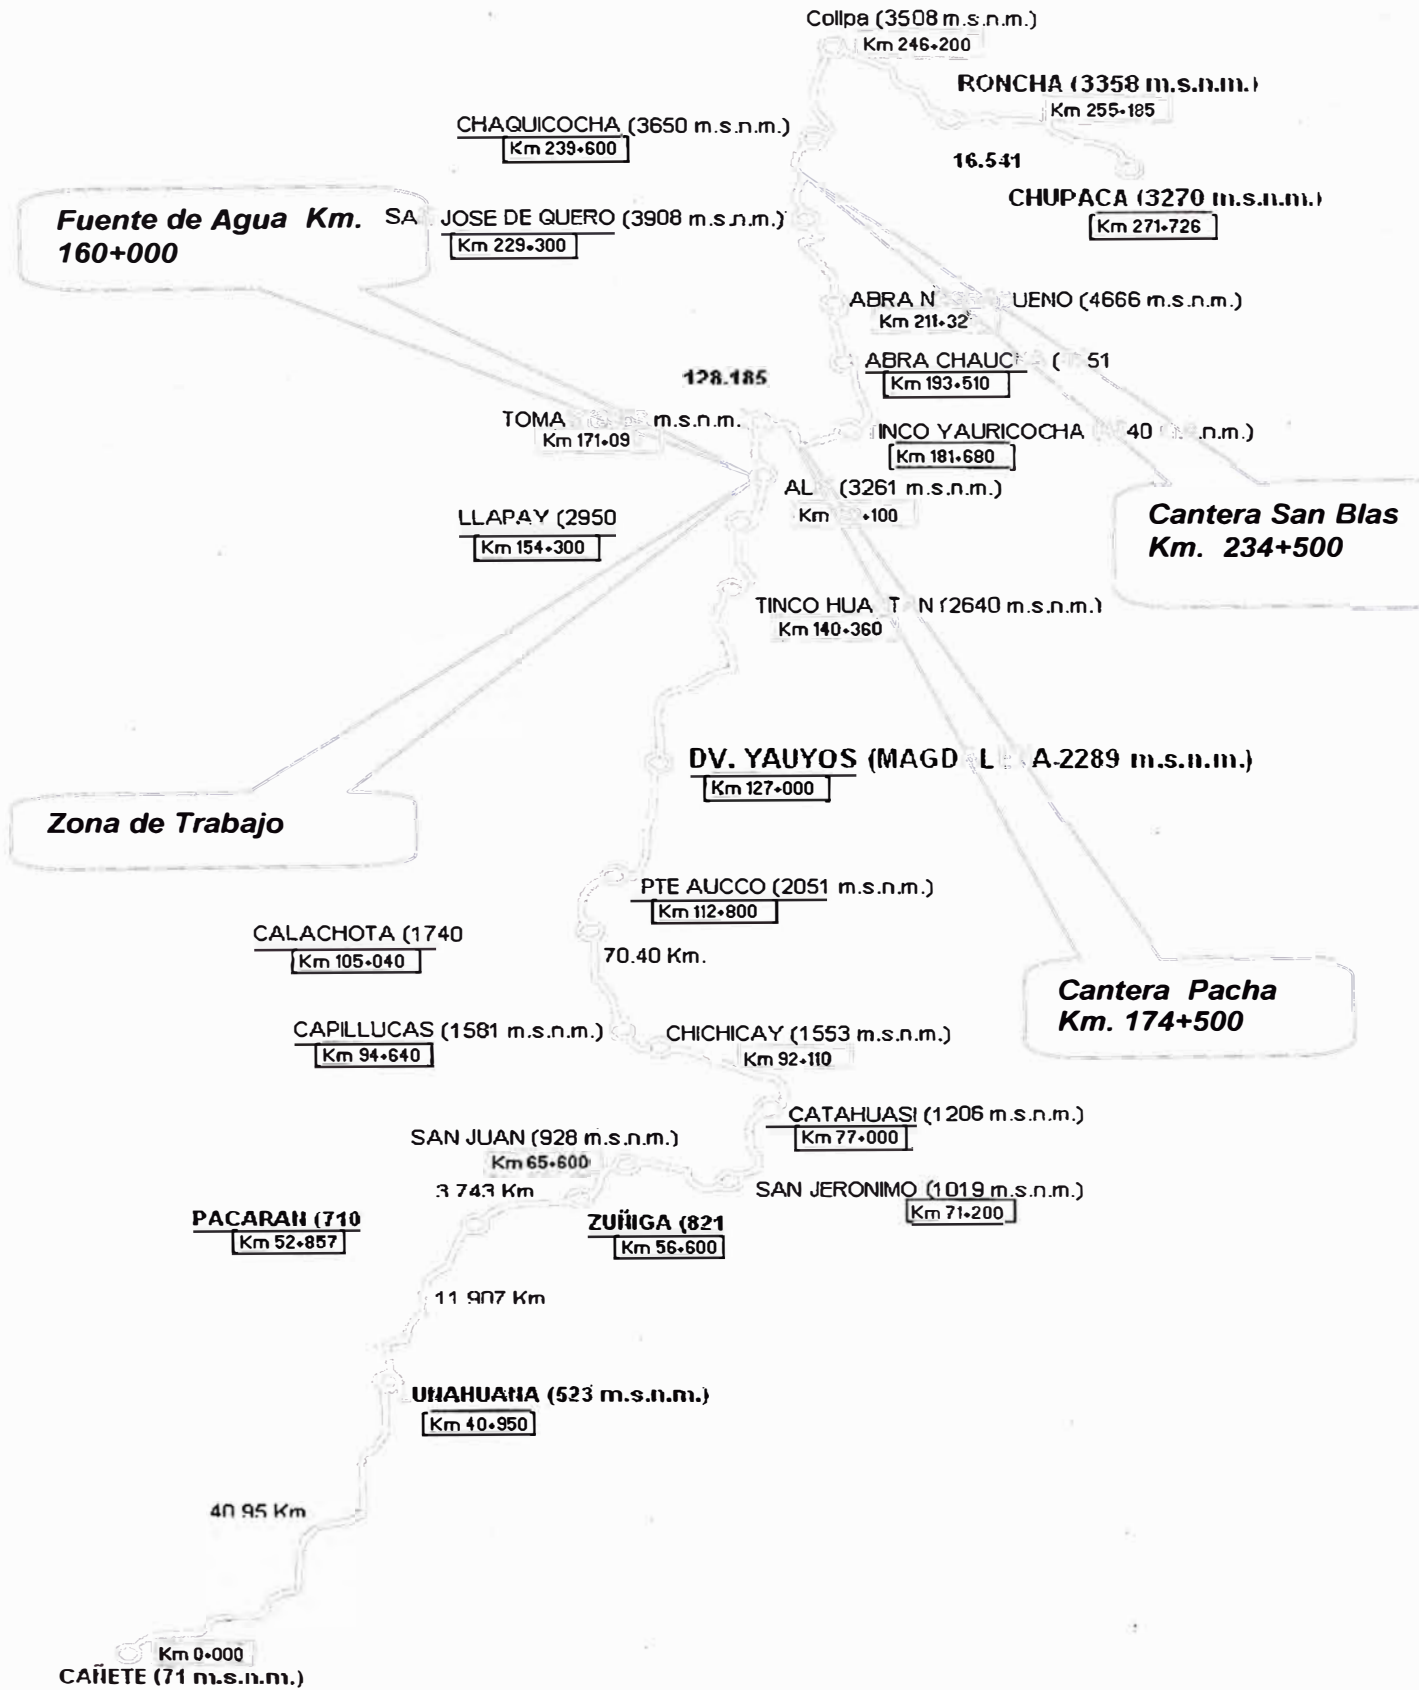 Collpa (3508 m.s.n.m.)
Km 246+200
RONCHA (3358 m.s.n.m.)
Km 255+185
CHAQUICOCHA (3650 m.s.n.m.)
Km 239+600
16.541
CHUPACA (3270 m.s.n.m.)
Km 271+726
Fuente de Agua Km.
160+000
SA JOSE DE QUERO (3908 m.s.n.m.)
Km 229+300
ABRA N UENO (4666 m.s.n.m.)
Km 211+32
ABRA CHAUC ( 51
Km 193+510
128.185
TOMA m.s.n.m.
Km 171+09
INCO YAURICOCHA ( 40 n.m.)
Km 181+680
AL (3261 m.s.n.m.)
Km +100
LLAPAY (2950
Km 154+300
Cantera San Blas
Km. 234+500
TINCO HUA T N (2640 m.s.n.m.)
Km 140+360
DV. YAUYOS (MAGD L A-2289 m.s.n.m.)
Km 127+000
Zona de Trabajo
PTE AUCCO (2051 m.s.n.m.)
Km 112+800
CALACHOTA (1740
Km 105+040
70.40 Km.
Cantera Pacha
Km. 174+500
CAPILLUCAS (1581 m.s.n.m.)
Km 94+640
CHICHICAY (1553 m.s.n.m.)
Km 92+110
CATAHUASI (1206 m.s.n.m.)
Km 77+000
SAN JUAN (928 m.s.n.m.)
Km 65+600
3.743 Km
SAN JERONIMO (1019 m.s.n.m.)
Km 71+200
PACARAN (710
Km 52+857
ZUÑIGA (821
Km 56+600
11.907 Km
UNAHUANA (523 m.s.n.m.)
Km 40+950
40.95 Km
Km 0+000
CAÑETE (71 m.s.n.m.)